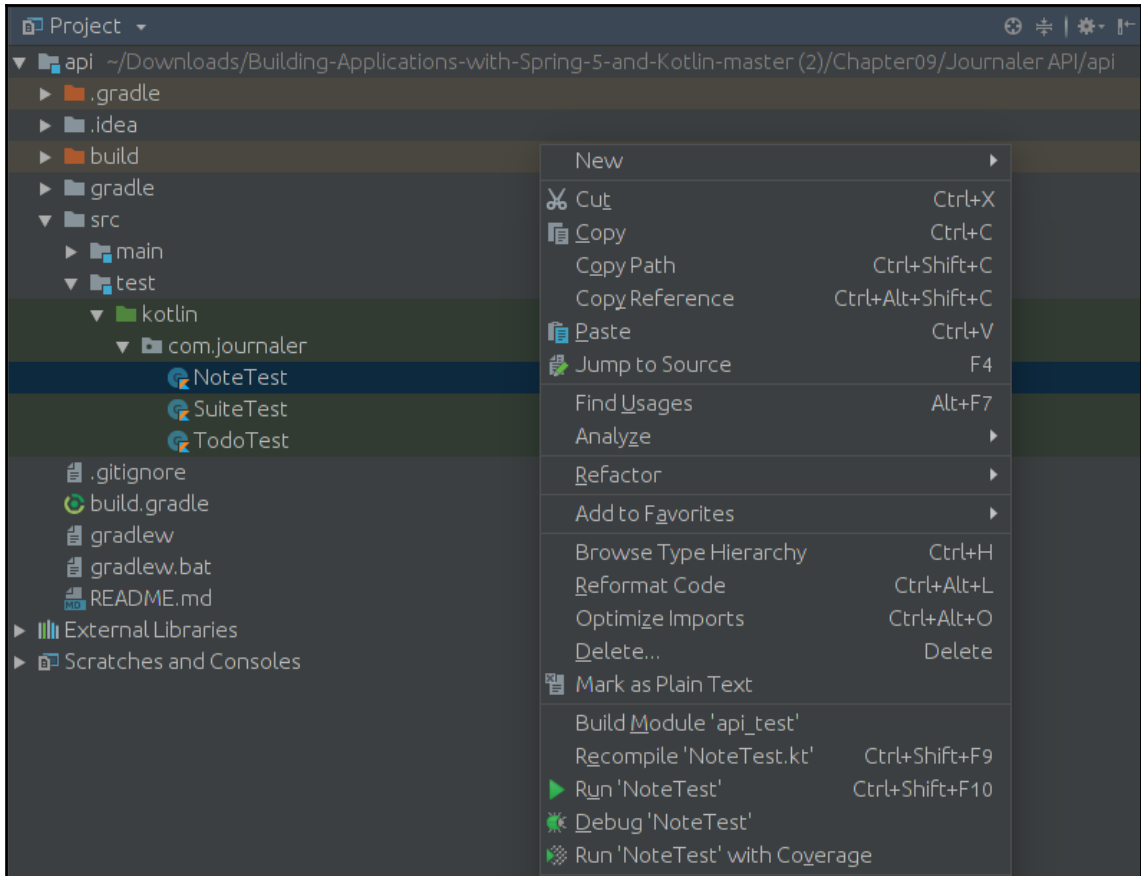 Project
api ~/Downloads/Building-Applications-with-Spring-5-and-Kotlin-master (2)/Chapter09/Journaler API/api
.gradle
.idea
build
gradle
src
main
test
kotlin
com.journaler
NoteTest
SuiteTest
TodoTest
.gitignore
build.gradle
gradlew
gradlew.bat
MD README.md
External Libraries
Scratches and Consoles
New
Cut Ctrl+X
Copy Ctrl+C
Copy Path Ctrl+Shift+C
Copy Reference Ctrl+Alt+Shift+C
Paste Ctrl+V
Jump to Source F4
Find Usages Alt+F7
Analyze
Refactor
Add to Favorites
Browse Type Hierarchy Ctrl+H
Reformat Code Ctrl+Alt+L
Optimize Imports Ctrl+Alt+O
Delete... Delete
Mark as Plain Text
Build Module 'api_test'
Recompile 'NoteTest.kt' Ctrl+Shift+F9
Run 'NoteTest' Ctrl+Shift+F10
Debug 'NoteTest'
Run 'NoteTest' with Coverage